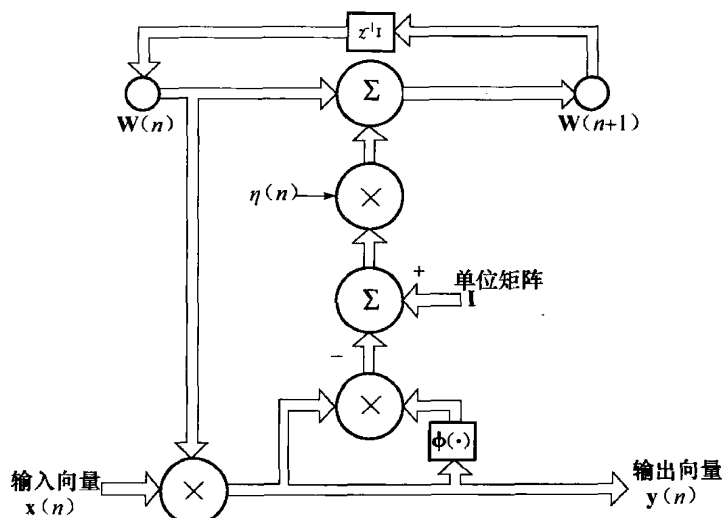 z⁻¹I
Σ
W(n)
W(n+1)
η(n)
×
Σ
+
单位矩阵
I
−
×
ϕ(·)
输入向量
x(n)
×
输出向量
y(n)